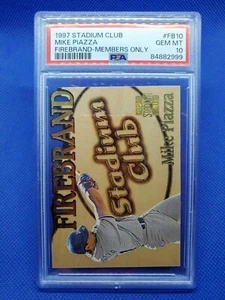 1997 STADIUM CLUB #FB10
MIKE PIAZZA GEM MT
FIREBRAND-MEMBERS ONLY 10
PSA 84882999
FIREBRAND
Stadium
Club
Mike Piazza